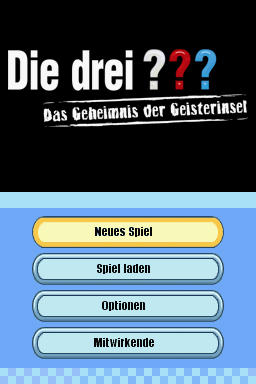 Die drei ???
Das Geheimnis der Geisterinsel
Neues Spiel
Spiel laden
Optionen
Mitwirkende